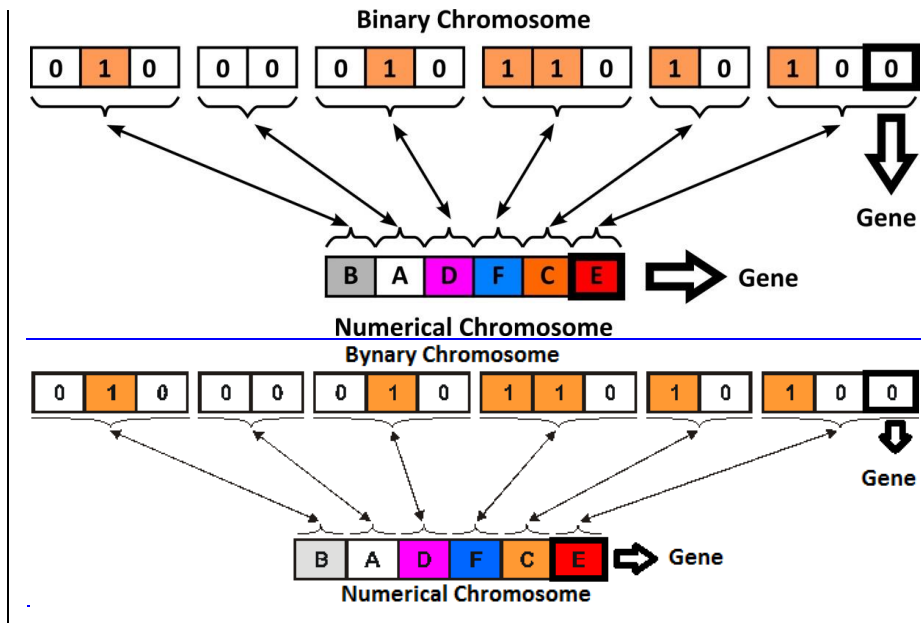 Binary Chromosome
0 1 0 0 0 0 1 0 1 1 0 1 0 1 0 0
Gene
B A D F C E Gene
Numerical Chromosome
Bynary Chromosome
0 1 0 0 0 0 1 0 1 1 0 1 0 1 0 0
Gene
B A D F C E Gene
Numerical Chromosome